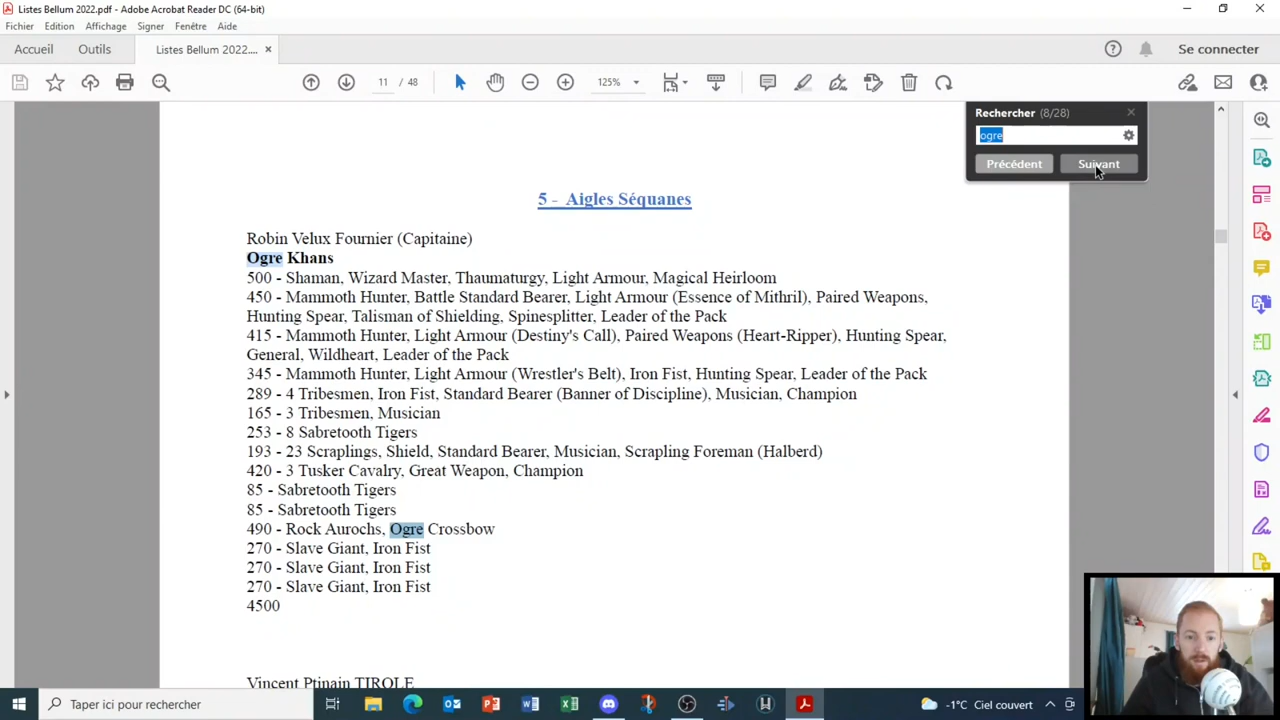 Listes Bellum 2022.pdf - Adobe Acrobat Reader DC (64-bit)
Fichier Edition Affichage Signer Fenêtre Aide
Accueil Outils Listes Bellum 2022.... × Se connecter
11 / 48 125%
Rechercher (8/28)
ogre
Précédent Suivant
5 - Aigles Séquanes
Robin Velux Fournier (Capitaine)
Ogre Khans
500 - Shaman, Wizard Master, Thaumaturgy, Light Armour, Magical Heirloom
450 - Mammoth Hunter, Battle Standard Bearer, Light Armour (Essence of Mithril), Paired Weapons,
Hunting Spear, Talisman of Shielding, Spinesplitter, Leader of the Pack
415 - Mammoth Hunter, Light Armour (Destiny's Call), Paired Weapons (Heart-Ripper), Hunting Spear,
General, Wildheart, Leader of the Pack
345 - Mammoth Hunter, Light Armour (Wrestler's Belt), Iron Fist, Hunting Spear, Leader of the Pack
289 - 4 Tribesmen, Iron Fist, Standard Bearer (Banner of Discipline), Musician, Champion
165 - 3 Tribesmen, Musician
253 - 8 Sabretooth Tigers
193 - 23 Scraplings, Shield, Standard Bearer, Musician, Scrapling Foreman (Halberd)
420 - 3 Tusker Cavalry, Great Weapon, Champion
85 - Sabretooth Tigers
85 - Sabretooth Tigers
490 - Rock Aurochs, Ogre Crossbow
270 - Slave Giant, Iron Fist
270 - Slave Giant, Iron Fist
270 - Slave Giant, Iron Fist
4500
Vincent Ptinain TIROLE
Taper ici pour rechercher
-1°C Ciel couvert